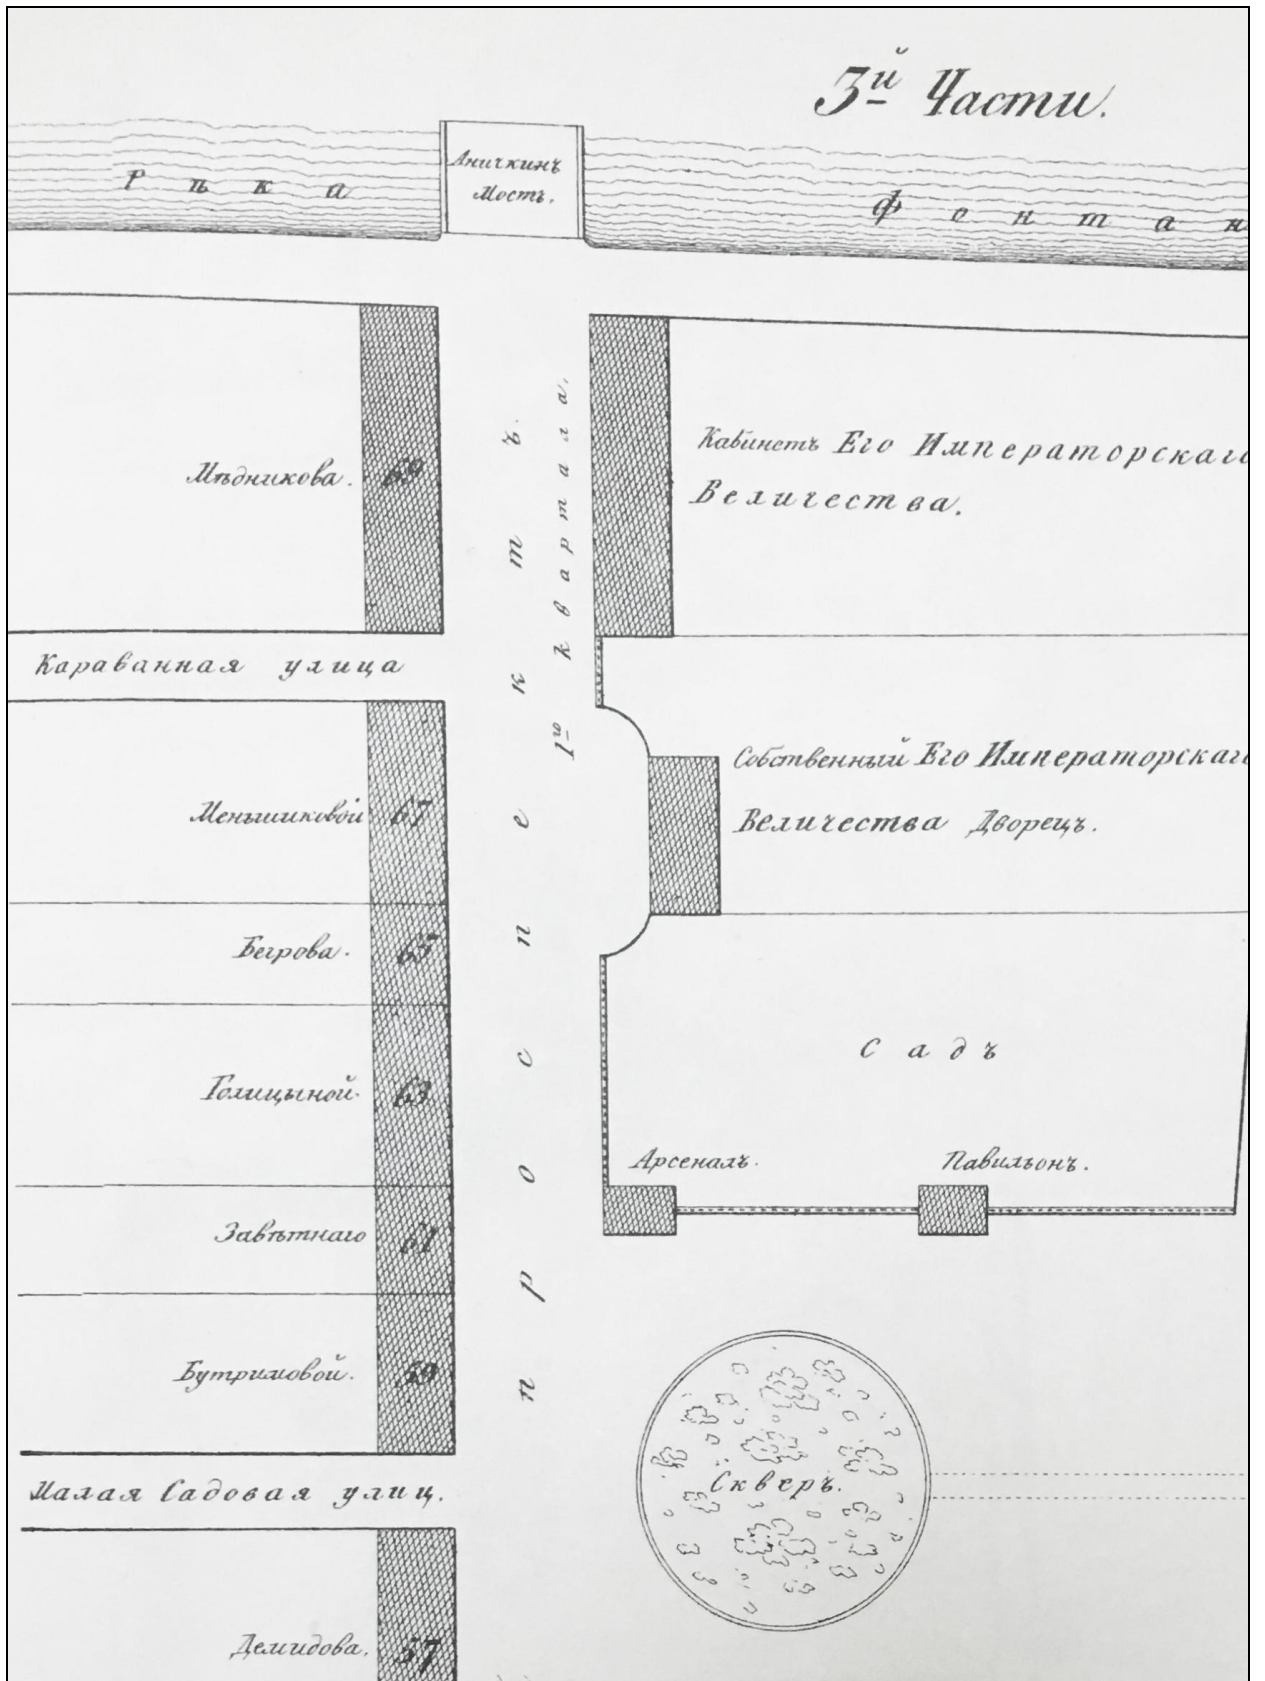 3й Части.
Аничкинъ
Мостъ.
Рѣка
Фонтан
Мѣдникова. 69
Кабинетъ Его Императорскаго
Величества.
Караванная улица
проспектъ.
1го квартала.
Меньшиковой 67
Собственный Его Императорскаго
Величества Дворецъ.
Бегрова. 65
Садъ
Голицыной. 63
Арсеналъ.
Павильонъ.
Завѣтнаго 61
Бутримовой. 59
Скверъ.
Малая Садовая улиц.
Демидова. 57